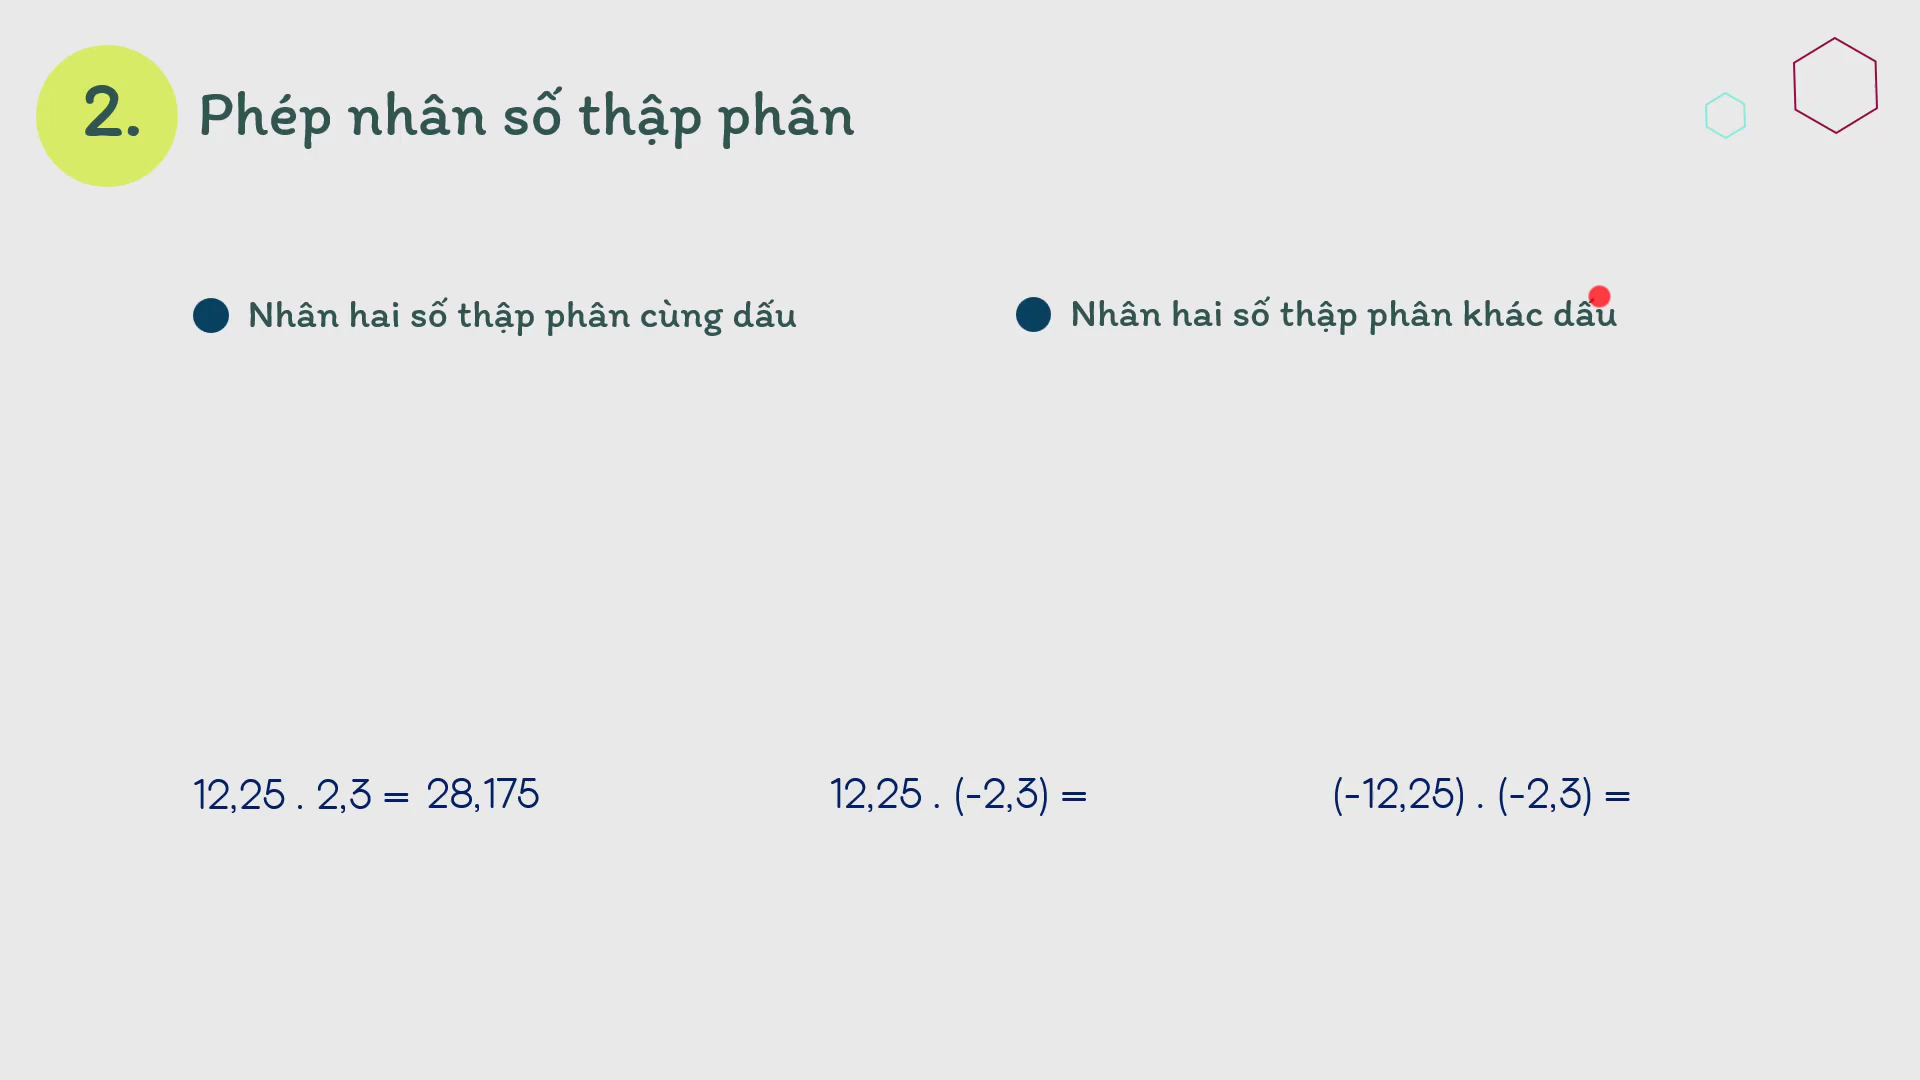 2. Phép nhân số thập phân
Nhân hai số thập phân cùng dấu
Nhân hai số thập phân khác dấu
12,25 . 2,3 = 28,175
12,25 . (-2,3) =
(-12,25) . (-2,3) =